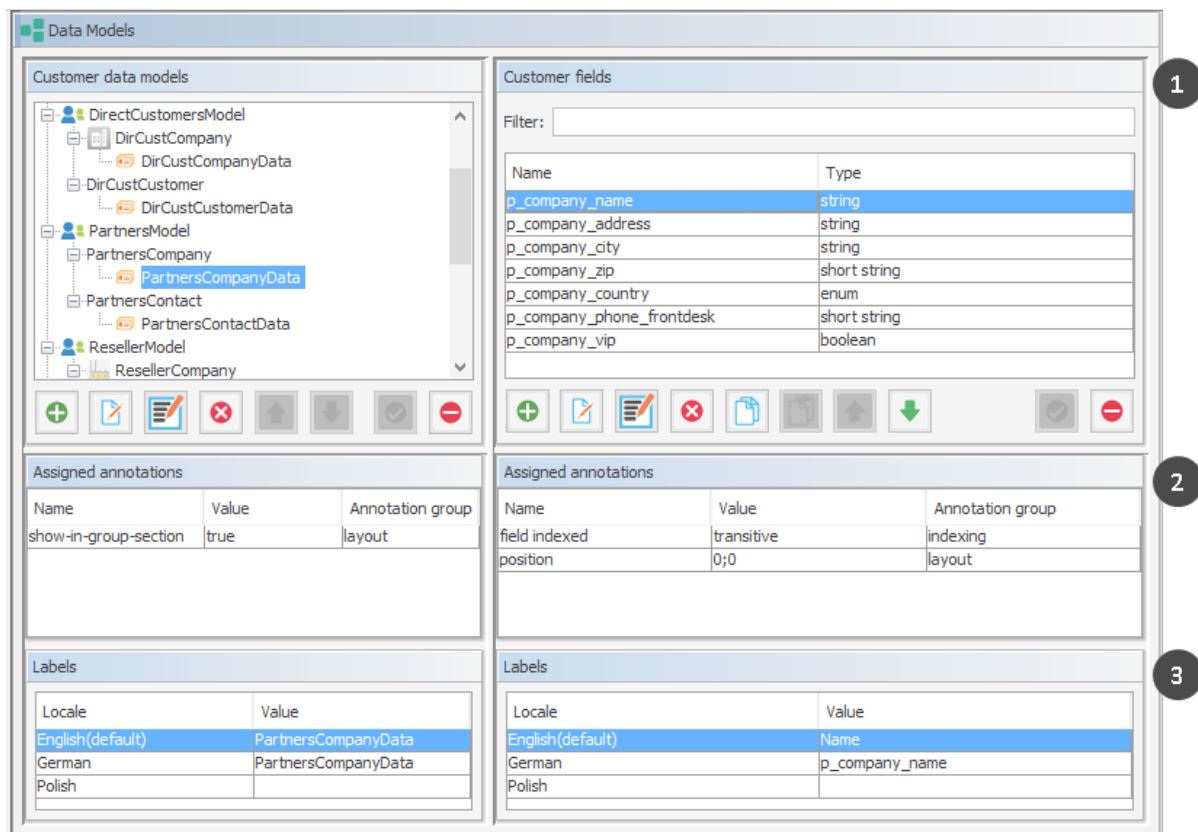 Data Models
Customer data models
DirectCustomersModel
DirCustCompany
DirCustCompanyData
DirCustCustomer
DirCustCustomerData
PartnersModel
PartnersCompany
PartnersCompanyData
PartnersContact
PartnersContactData
ResellerModel
ResellerCompany
Customer fields
1
Filter:
Name Type
p_company_name string
p_company_address string
p_company_city string
p_company_zip short string
p_company_country enum
p_company_phone_frontdesk short string
p_company_vip boolean
Assigned annotations
Name Value Annotation group
show-in-group-section true layout
Assigned annotations
2
Name Value Annotation group
field indexed transitive indexing
position 0;0 layout
Labels
Locale Value
English(default) PartnersCompanyData
German PartnersCompanyData
Polish
Labels
3
Locale Value
English(default) Name
German p_company_name
Polish